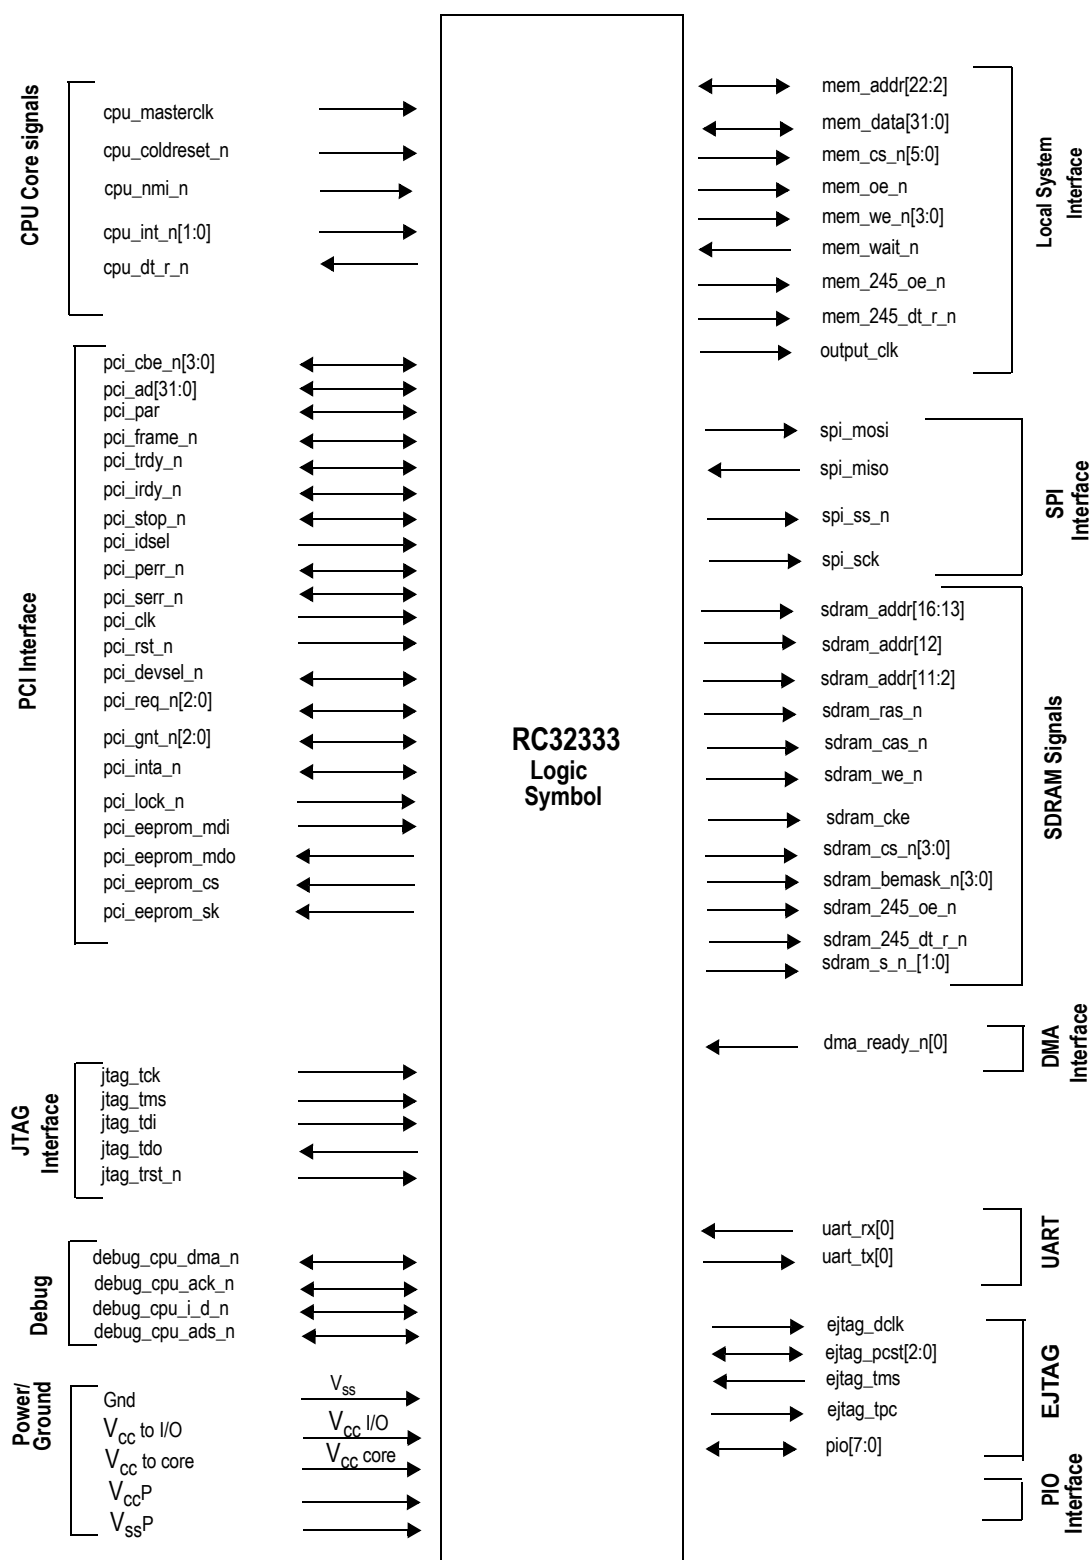 CPU Core signals
cpu_masterclk
cpu_coldreset_n
cpu_nmi_n
cpu_int_n[1:0]
cpu_dt_r_n
PCI Interface
pci_cbe_n[3:0]
pci_ad[31:0]
pci_par
pci_frame_n
pci_trdy_n
pci_irdy_n
pci_stop_n
pci_idsel
pci_perr_n
pci_serr_n
pci_clk
pci_rst_n
pci_devsel_n
pci_req_n[2:0]
pci_gnt_n[2:0]
pci_inta_n
pci_lock_n
pci_eeprom_mdi
pci_eeprom_mdo
pci_eeprom_cs
pci_eeprom_sk
JTAG
Interface
jtag_tck
jtag_tms
jtag_tdi
jtag_tdo
jtag_trst_n
Debug
debug_cpu_dma_n
debug_cpu_ack_n
debug_cpu_i_d_n
debug_cpu_ads_n
Power/
Ground
Gnd Vss
Vcc to I/O Vcc I/O
Vcc to core Vcc core
VccP
VssP
RC32333
Logic
Symbol
mem_addr[22:2]
mem_data[31:0]
mem_cs_n[5:0]
mem_oe_n
mem_we_n[3:0]
mem_wait_n
mem_245_oe_n
mem_245_dt_r_n
output_clk
Local System
Interface
spi_mosi
spi_miso
spi_ss_n
spi_sck
SPI
Interface
sdram_addr[16:13]
sdram_addr[12]
sdram_addr[11:2]
sdram_ras_n
sdram_cas_n
sdram_we_n
sdram_cke
sdram_cs_n[3:0]
sdram_bemask_n[3:0]
sdram_245_oe_n
sdram_245_dt_r_n
sdram_s_n_[1:0]
SDRAM Signals
dma_ready_n[0]
DMA
Interface
uart_rx[0]
uart_tx[0]
UART
ejtag_dclk
ejtag_pcst[2:0]
ejtag_tms
ejtag_tpc
pio[7:0]
EJTAG
PIO
Interface